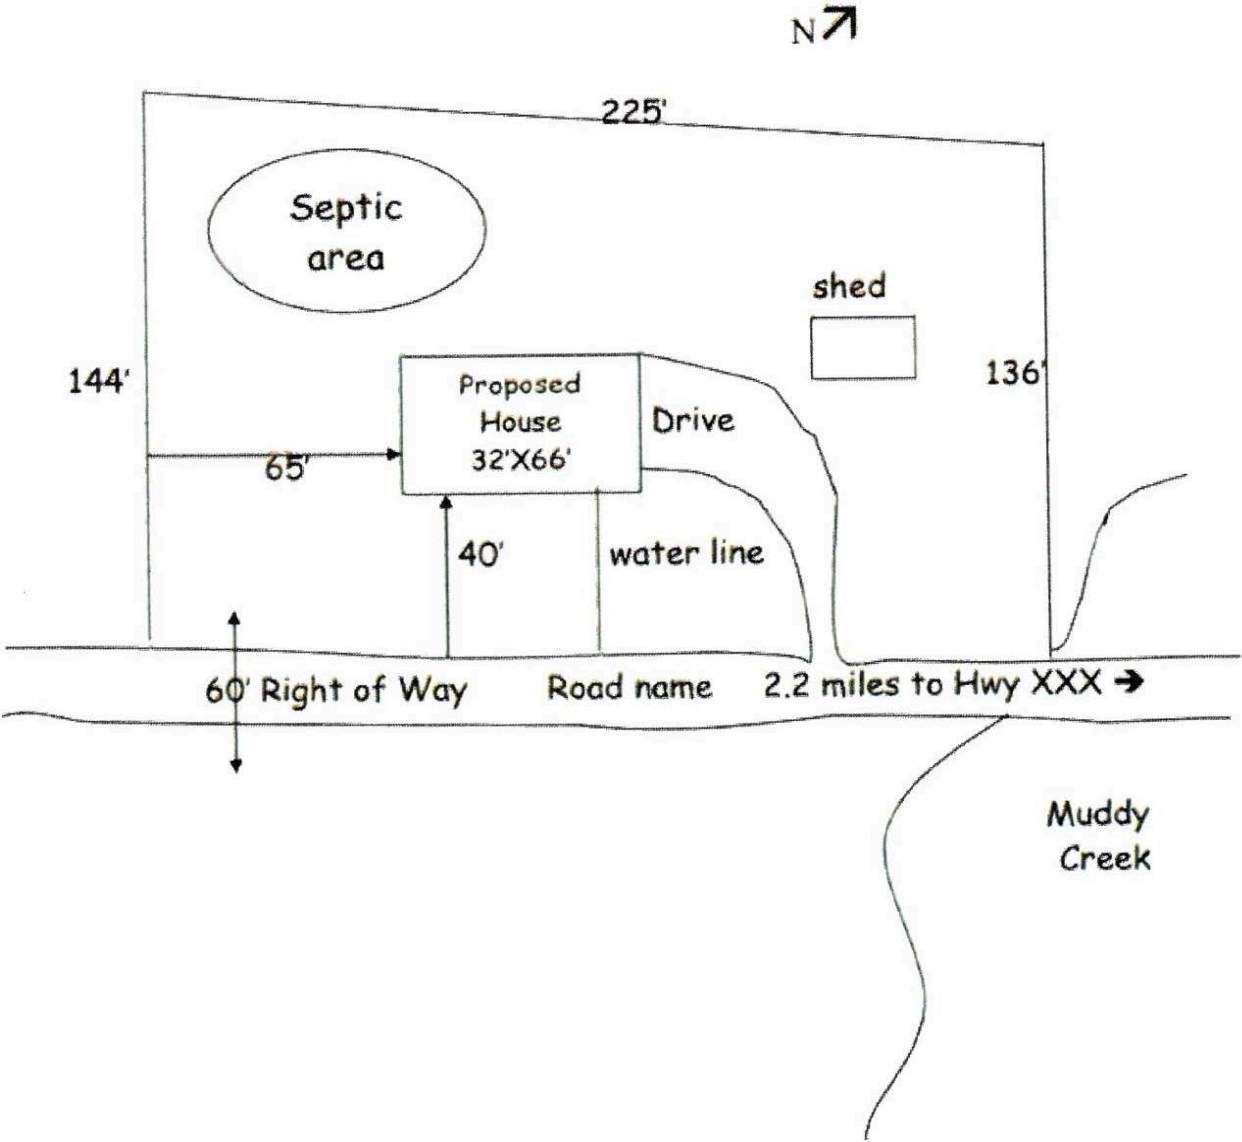 N
225'
Septic
area
shed
144'
136'
Proposed
House
32'X66'
Drive
65'
40'
water line
60' Right of Way
Road name
2.2 miles to Hwy XXX ➔
Muddy
Creek